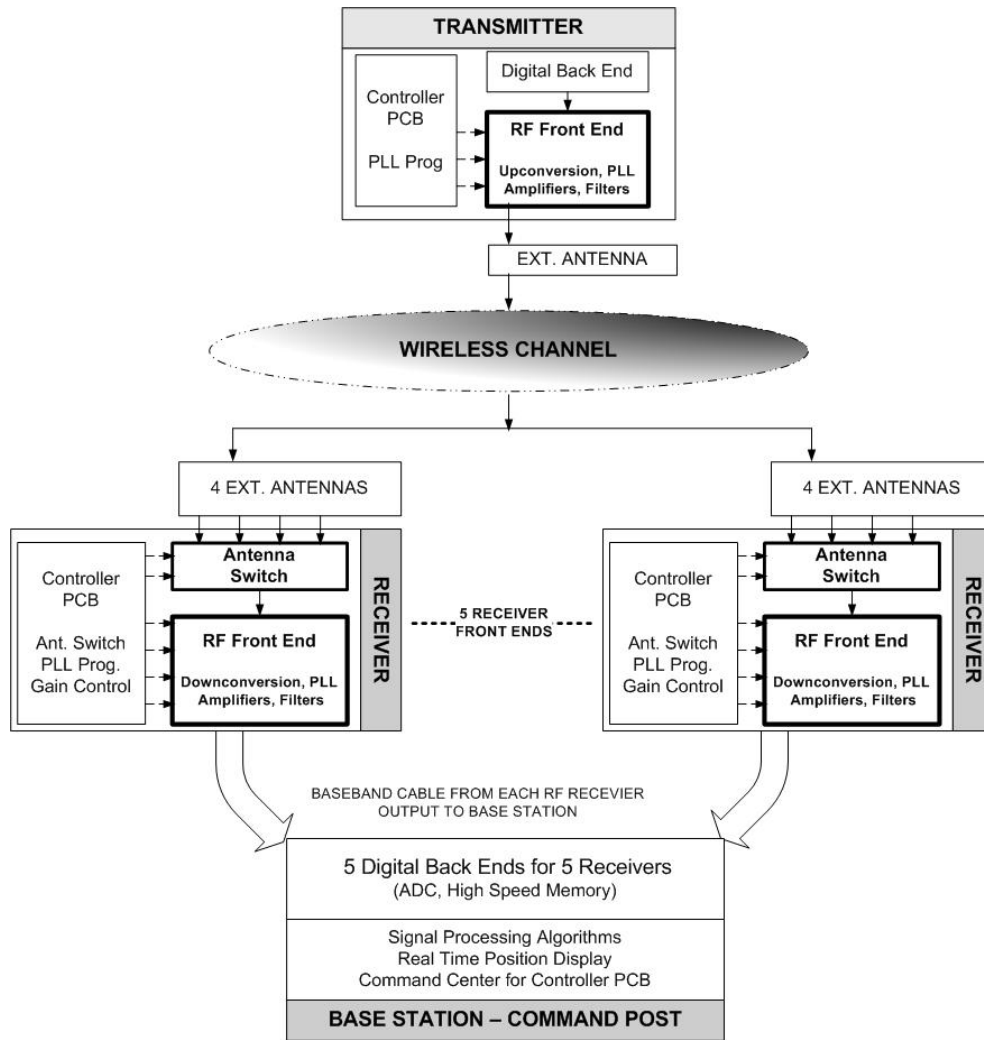 TRANSMITTER
Digital Back End
Controller
PCB
PLL Prog
RF Front End
Upconversion, PLL
Amplifiers, Filters
EXT. ANTENNA
WIRELESS CHANNEL
4 EXT. ANTENNAS
Antenna
Switch
Controller
PCB
Ant. Switch
PLL Prog.
Gain Control
RF Front End
Downconversion, PLL
Amplifiers, Filters
RECEIVER
5 RECEIVER
FRONT ENDS
4 EXT. ANTENNAS
Antenna
Switch
Controller
PCB
Ant. Switch
PLL Prog.
Gain Control
RF Front End
Downconversion, PLL
Amplifiers, Filters
RECEIVER
BASEBAND CABLE FROM EACH RF RECEVIER
OUTPUT TO BASE STATION
5 Digital Back Ends for 5 Receivers
(ADC, High Speed Memory)
Signal Processing Algorithms
Real Time Position Display
Command Center for Controller PCB
BASE STATION – COMMAND POST